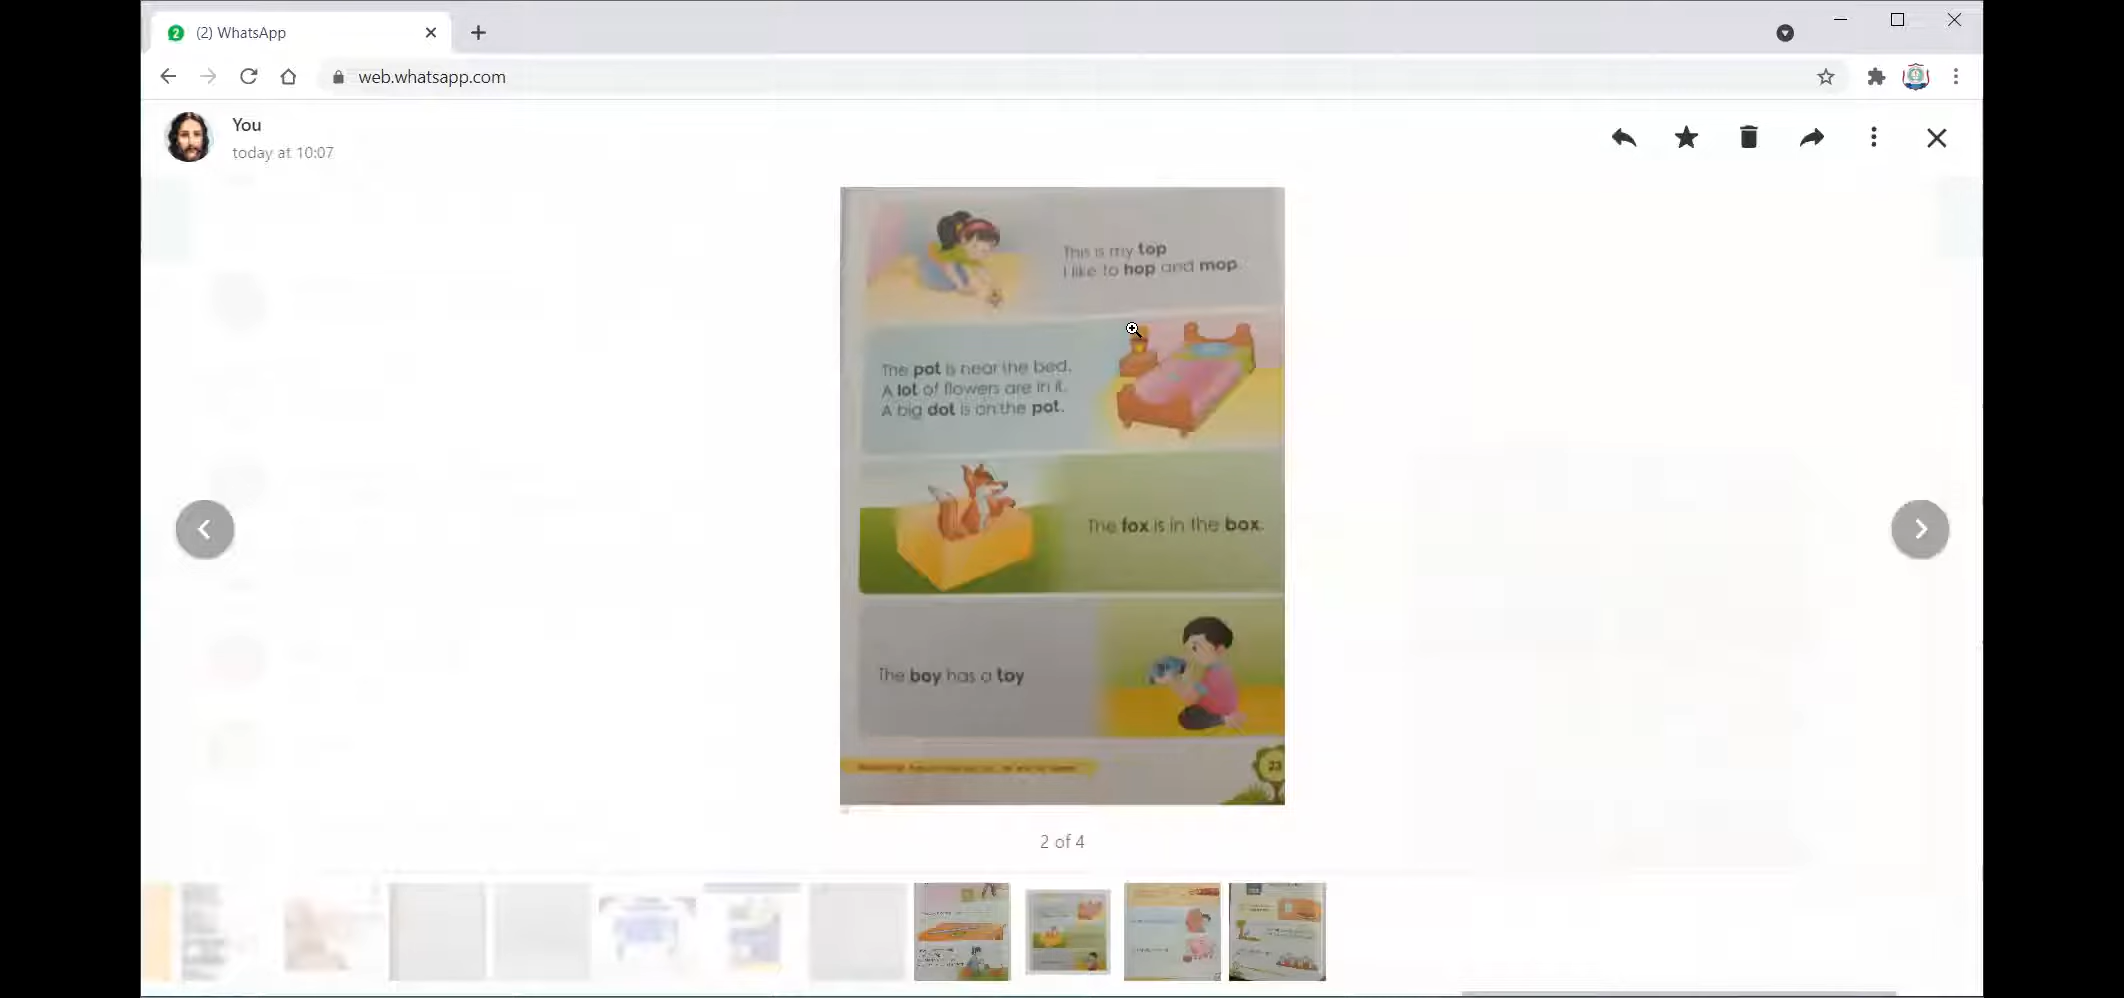 2
(2) WhatsApp
web.whatsapp.com
You
today at 10:07
This is my top
I like to hop and mop.
The pot is near the bed.
A lot of flowers are in it.
A big dot is on the pot.
The fox is in the box.
The boy has a toy
23
2 of 4